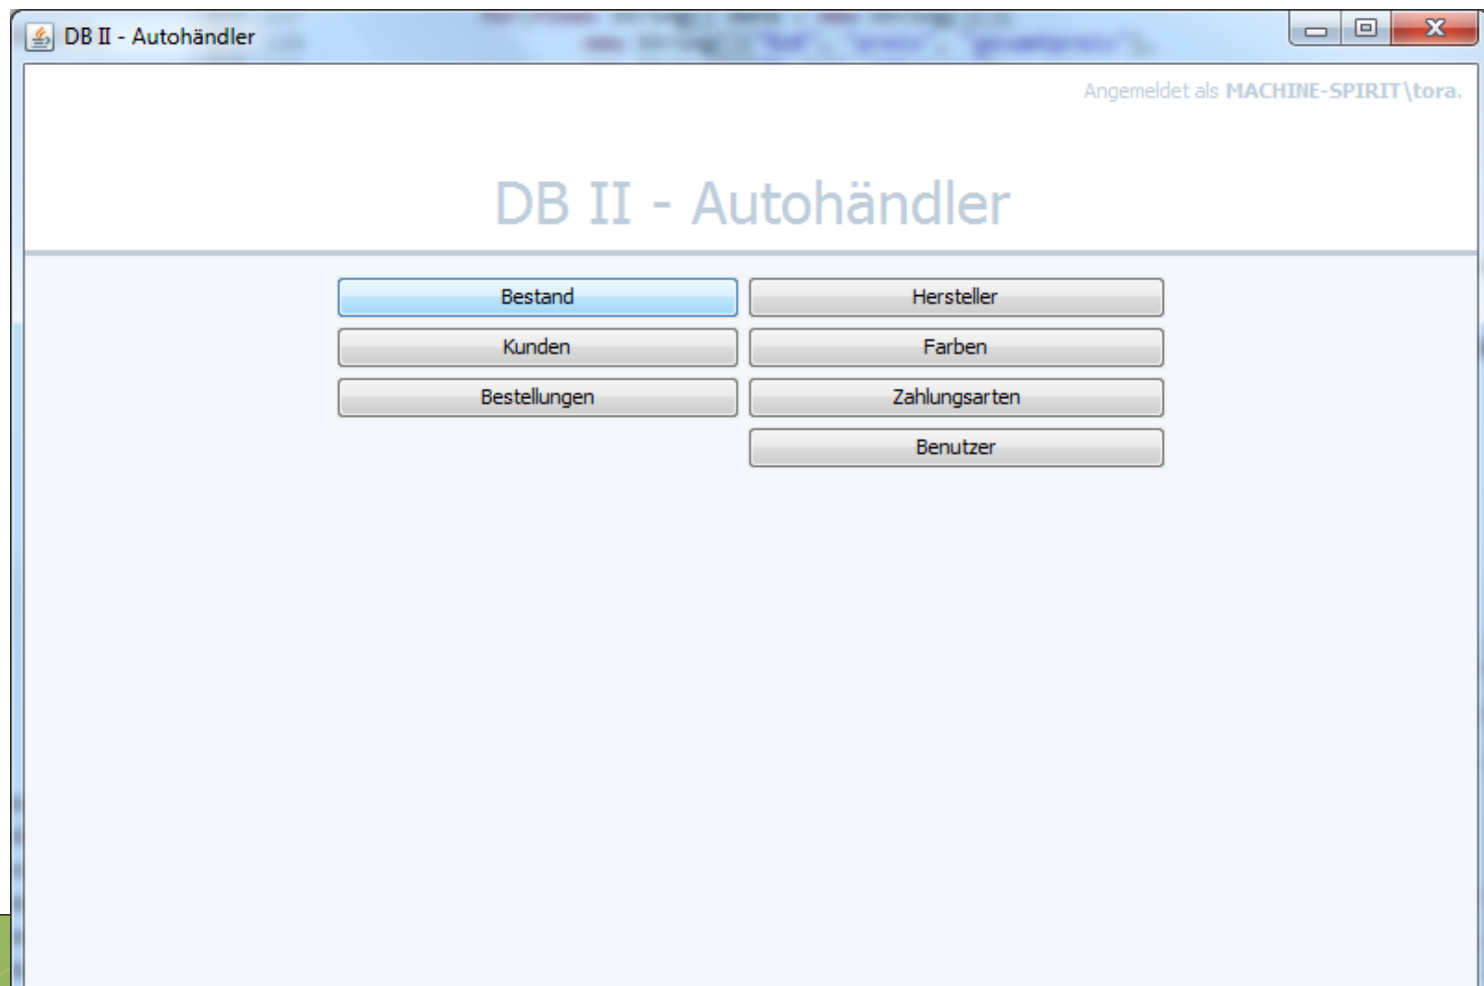 DB II - Autohändler
Angemeldet als MACHINE-SPIRIT\tora.
DB II - Autohändler
Bestand
Hersteller
Kunden
Farben
Bestellungen
Zahlungsarten
Benutzer